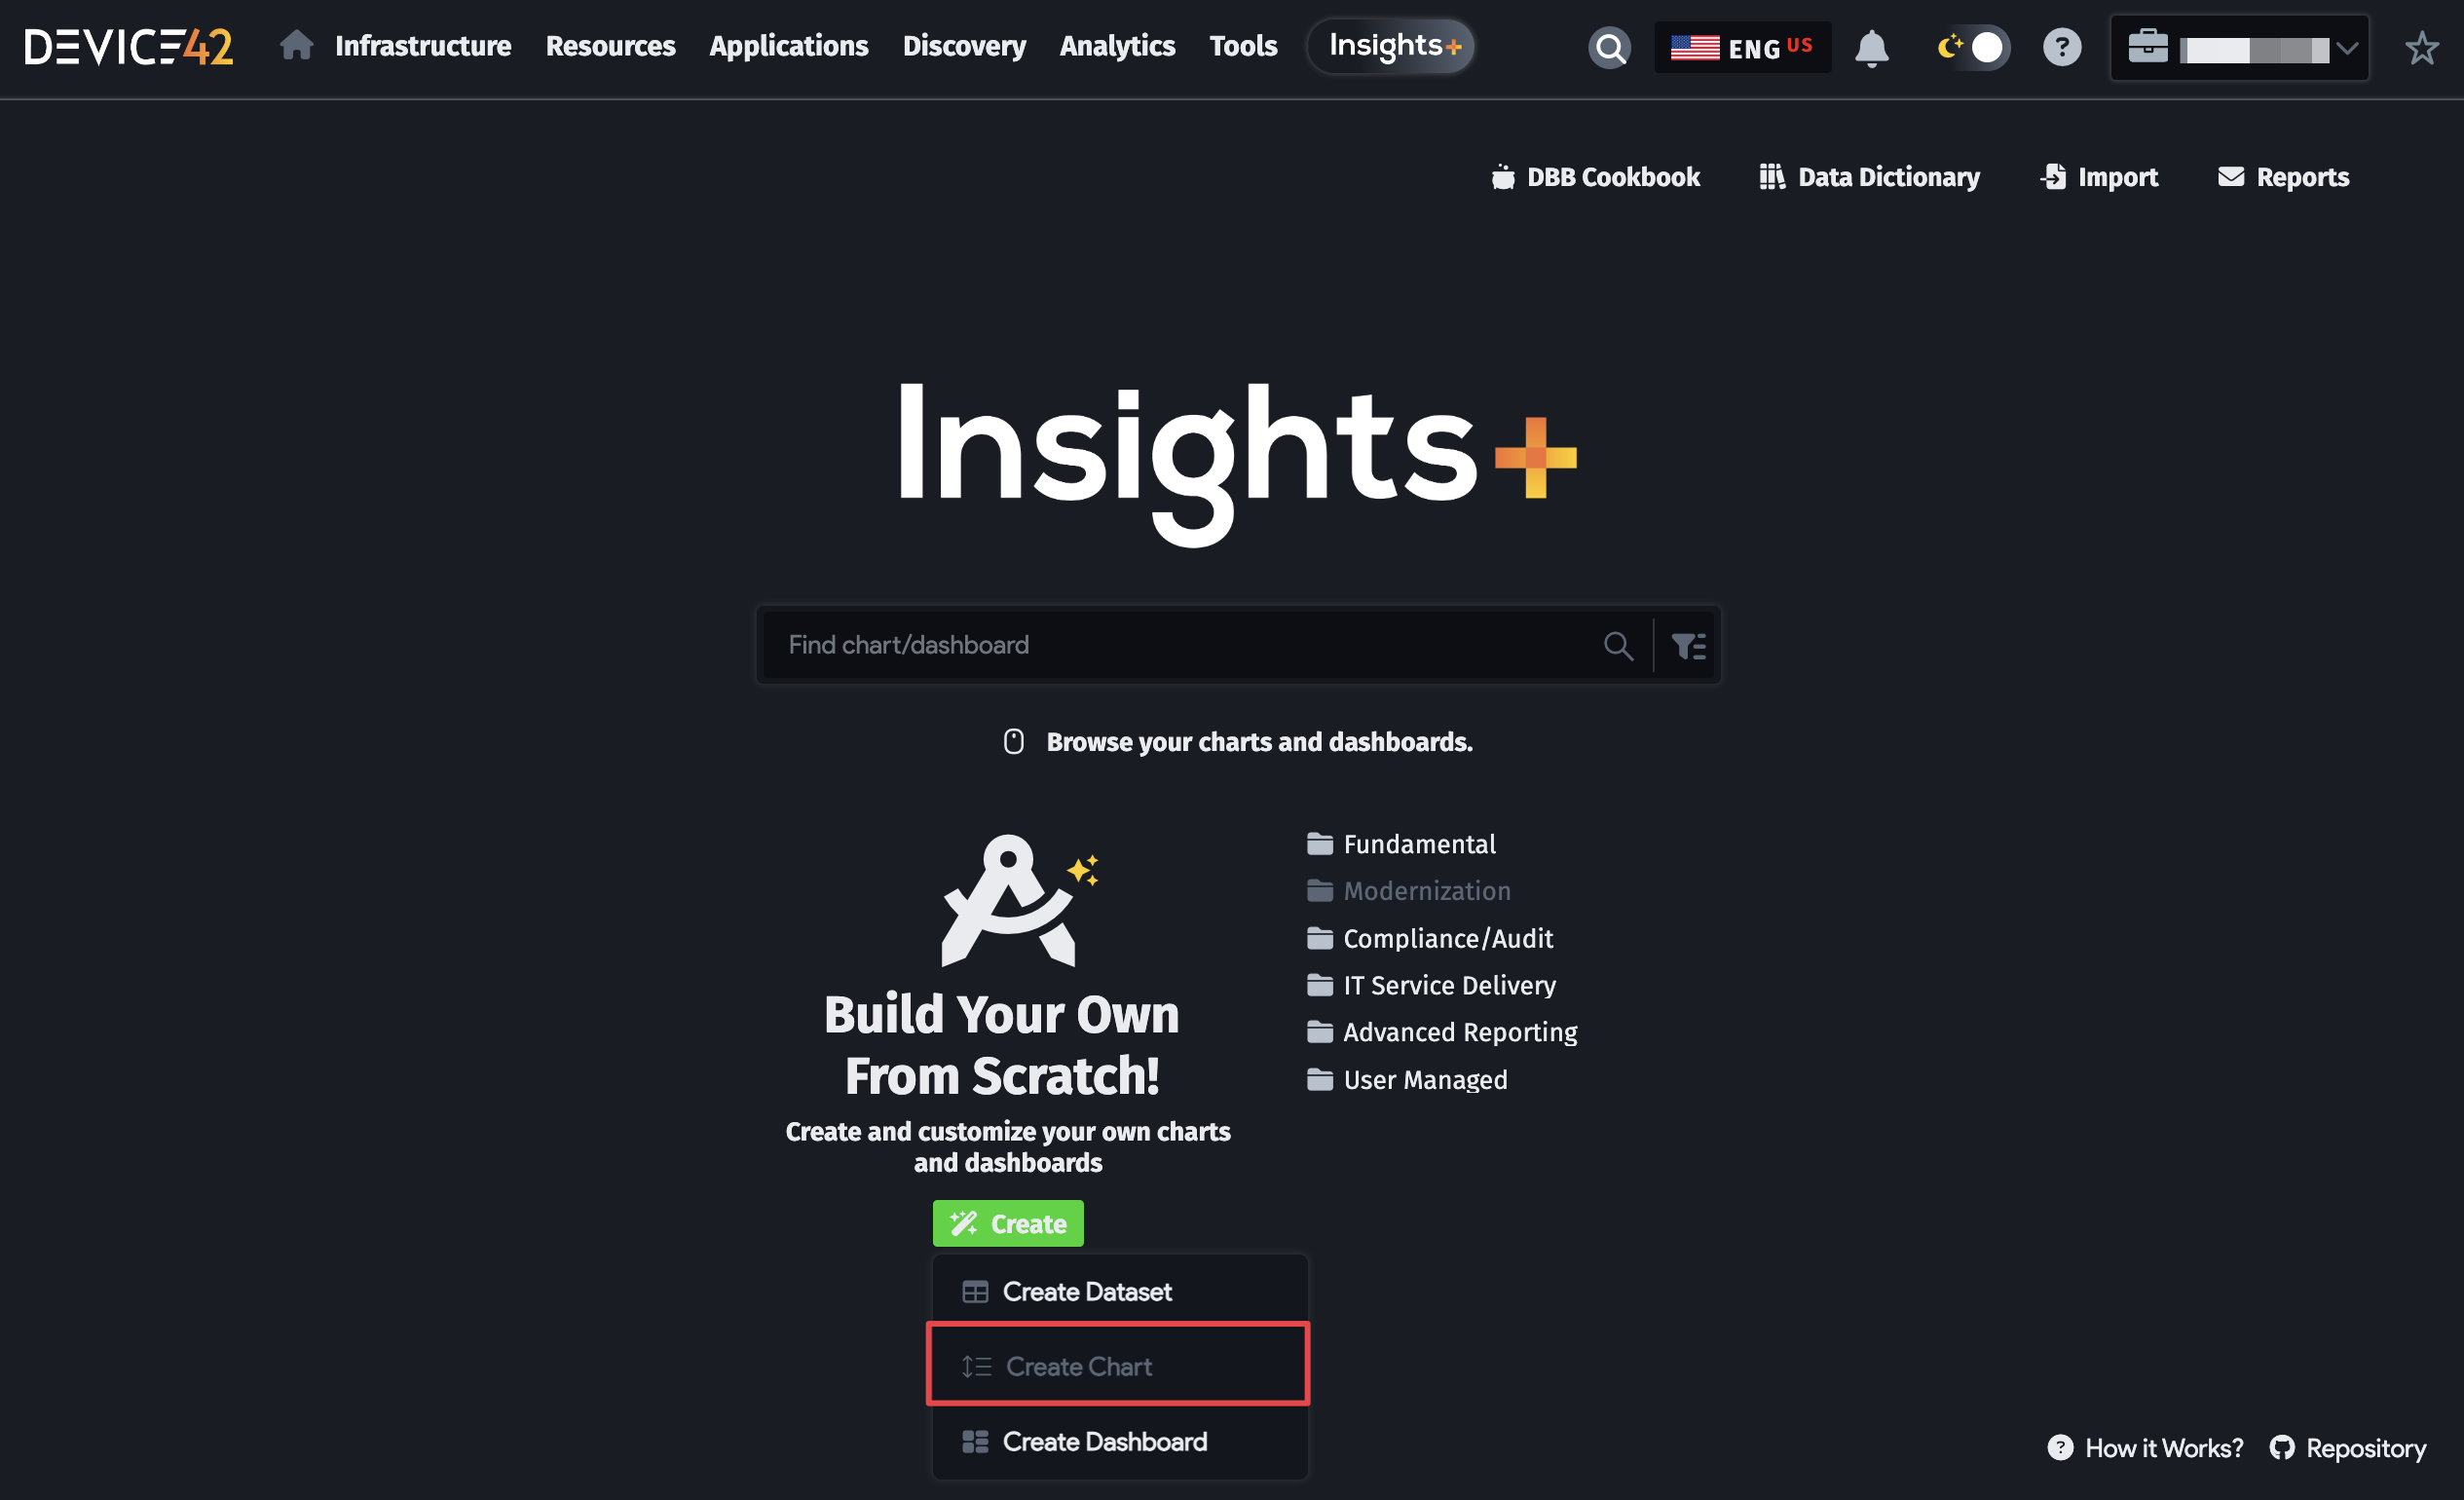 DEVICE42 Infrastructure Resources Applications Discovery Analytics Tools Insights+ ENG US
DBB Cookbook Data Dictionary Import Reports
Insights+
Find chart/dashboard
Browse your charts and dashboards.
Build Your Own
From Scratch!
Create and customize your own charts
and dashboards
Create
Create Dataset
Create Chart
Create Dashboard
Fundamental
Modernization
Compliance/Audit
IT Service Delivery
Advanced Reporting
User Managed
How it Works? Repository